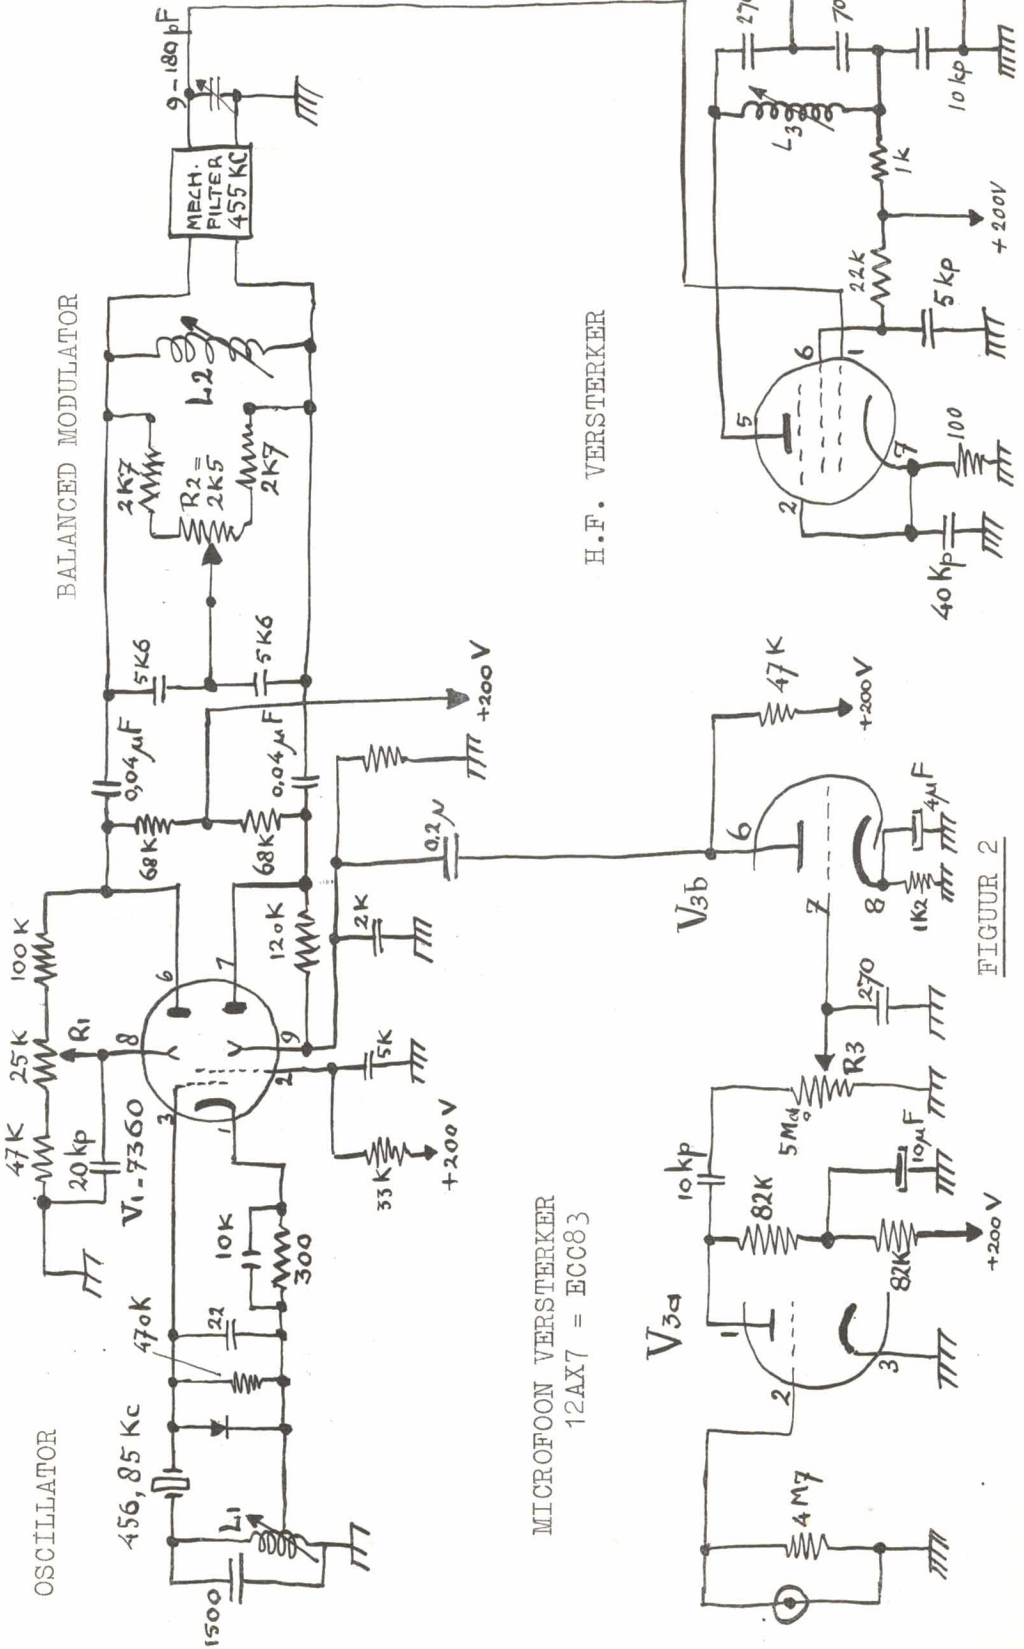 OSCILLATOR
BALANCED MODULATOR
1500
L1
456,85 Kc
470K
22
10K
300
47K
25K
100K
R1
20kp
V1-7360
8
6
7
3
1
2
9
33K
+200V
5K
2K
120K
68K
68K
0,04µF
0,04µF
5K6
5K6
+200V
2K7
R2=
2K5
2K7
L2
MECH.
FILTER
455KC
9-180pF
0,2µ
MICROFOON VERSTERKER
12AX7 = ECC83
4M7
V3a
1
2
3
10kp
82K
82K
+200V
10µF
R3
270
V3b
6
7
8
1K2
4µF
47K
+200V
H.F. VERSTERKER
5
2
6
1
7
40Kp
100
22K
5kp
1k
+200V
L3
10kp
FIGUUR 2